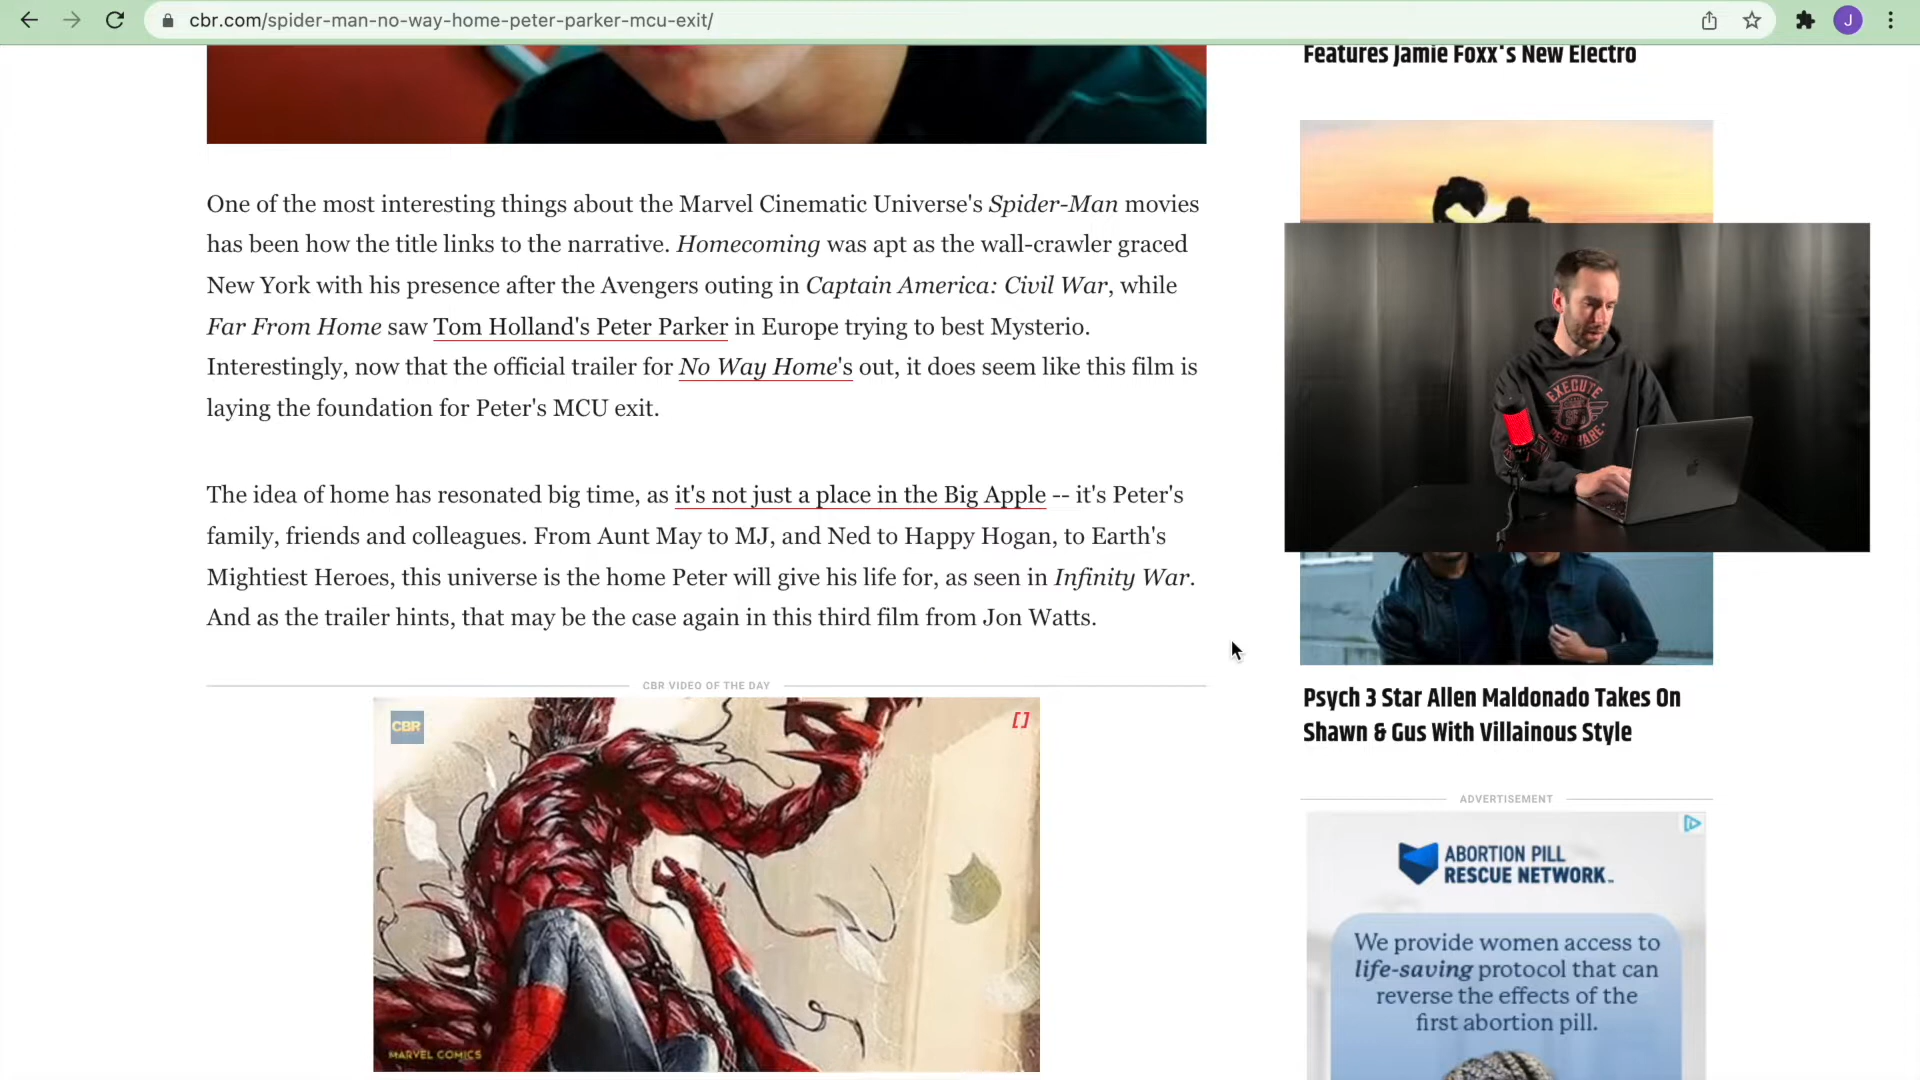 cbr.com/spider-man-no-way-home-peter-parker-mcu-exit/
J
Features Jamie Foxx's New Electro
One of the most interesting things about the Marvel Cinematic Universe's Spider-Man movies
has been how the title links to the narrative. Homecoming was apt as the wall-crawler graced
New York with his presence after the Avengers outing in Captain America: Civil War, while
Far From Home saw Tom Holland's Peter Parker in Europe trying to best Mysterio.
Interestingly, now that the official trailer for No Way Home's out, it does seem like this film is
laying the foundation for Peter's MCU exit.
The idea of home has resonated big time, as it's not just a place in the Big Apple -- it's Peter's
family, friends and colleagues. From Aunt May to MJ, and Ned to Happy Hogan, to Earth's
Mightiest Heroes, this universe is the home Peter will give his life for, as seen in Infinity War.
And as the trailer hints, that may be the case again in this third film from Jon Watts.
CBR VIDEO OF THE DAY
CBR
[]
MARVEL COMICS
EXECUTE
Psych 3 Star Allen Maldonado Takes On
Shawn & Gus With Villainous Style
ADVERTISEMENT
ABORTION PILL
RESCUE NETWORK
We provide women access to
life-saving protocol that can
reverse the effects of the
first abortion pill.